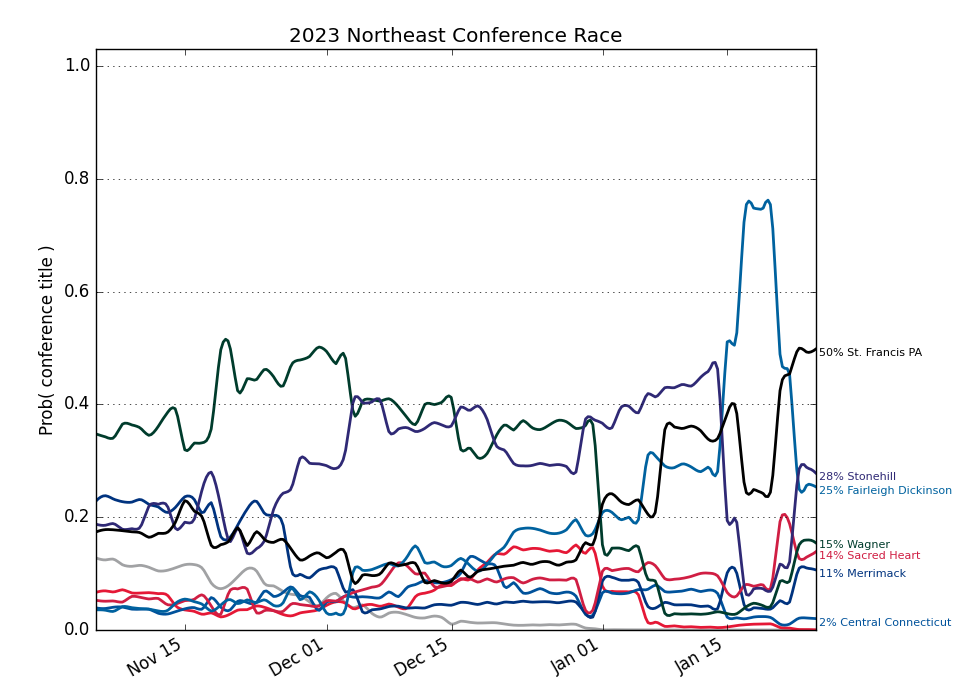 2023 Northeast Conference Race
Prob( conference title )
1.0
0.8
0.6
0.4
0.2
0.0
Nov 15
Dec 01
Dec 15
Jan 01
Jan 15
50% St. Francis PA
28% Stonehill
25% Fairleigh Dickinson
15% Wagner
14% Sacred Heart
11% Merrimack
2% Central Connecticut